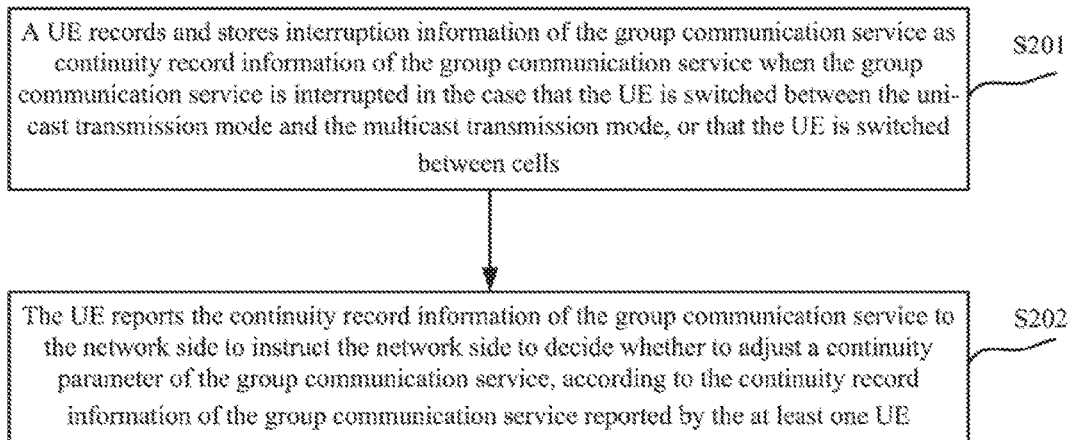 A UE records and stores interruption information of the group communication service as
continuity record information of the group communication service when the group
communication service is interrupted in the case that the UE is switched between the uni-
cast transmission mode and the multicast transmission mode, or that the UE is switched
between cells
S201
The UE reports the continuity record information of the group communication service to
the network side to instruct the network side to decide whether to adjust a continuity
parameter of the group communication service, according to the continuity record
information of the group communication service reported by the at least one UE
S202